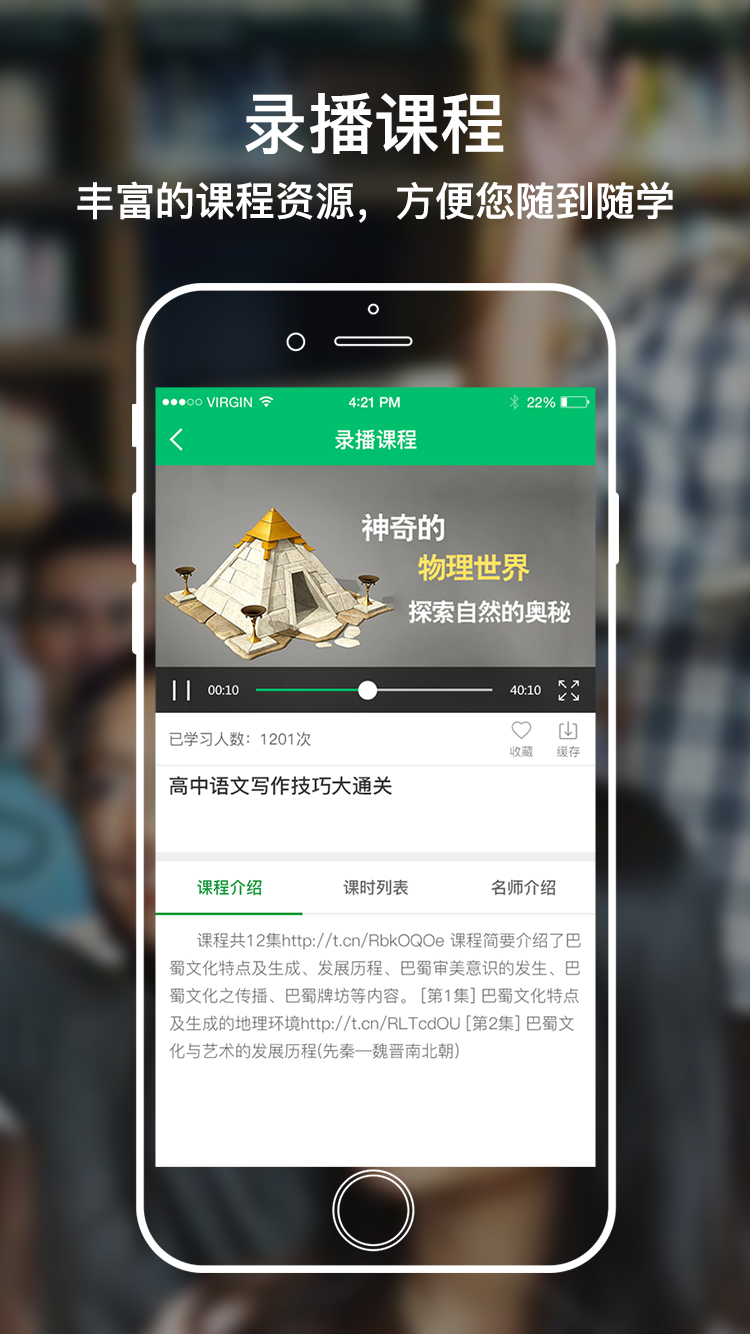 录播课程
丰富的课程资源，方便您随到随学
VIRGIN 4:21 PM 22%
录播课程
神奇的
物理世界
探索自然的奥秘
00:10 40:10
已学习人数：1201次 收藏 缓存
高中语文写作技巧大通关
课程介绍 课时列表 名师介绍
课程共12集http://t.cn/RbkOQOe 课程简要介绍了巴
蜀文化特点及生成、发展历程、巴蜀审美意识的发生、巴
蜀文化之传播、巴蜀牌坊等内容。 [第1集] 巴蜀文化特点
及生成的地理环境http://t.cn/RLTcdOU [第2集] 巴蜀文
化与艺术的发展历程(先秦—魏晋南北朝)